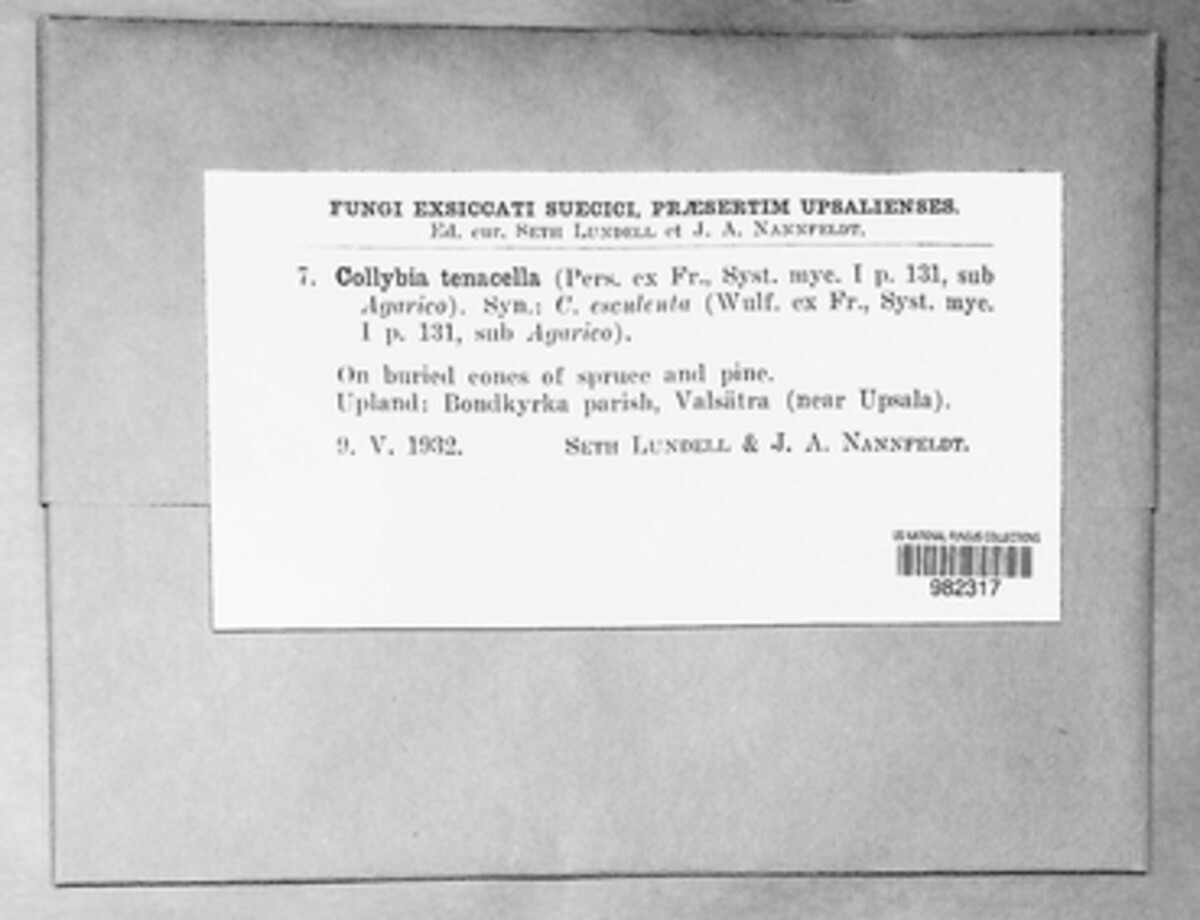 FUNGI EXSICCATI SUECICI, PRÆSERTIM UPSALIENSES.
Ed. cur. SETH LUNDELL et J. A. NANNFELDT.
7. Collybia tenacella (Pers. ex Fr., Syst. myc. I p. 131, sub
Agarico). Syn.: C. esculenta (Wulf. ex Fr., Syst. myc.
I p. 131, sub Agarico).
On buried cones of spruce and pine.
Upland: Bondkyrka parish, Valsätra (near Upsala).
9. V. 1932. SETH LUNDELL & J. A. NANNFELDT.
US NATIONAL FUNGUS COLLECTIONS
982317